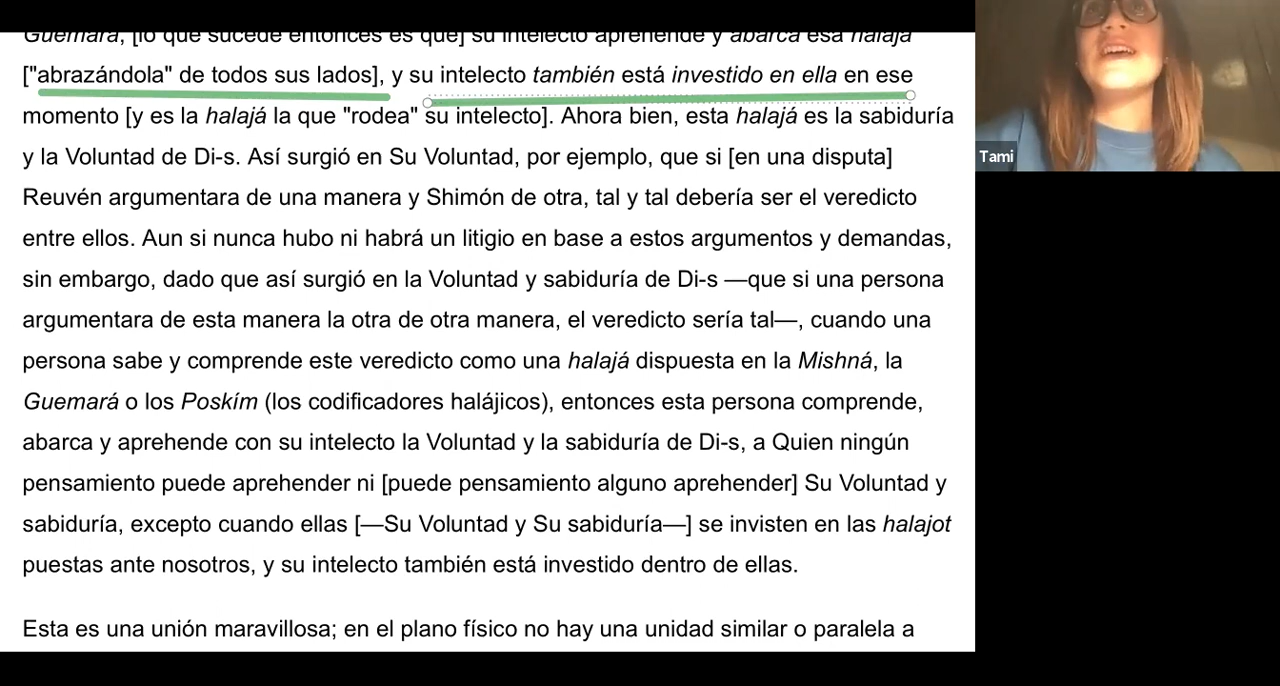 Guemará, [lo que sucede entonces es que] su intelecto aprehende y abarca esa halajá
["abrazándola" de todos sus lados], y su intelecto también está investido en ella en ese
momento [y es la halajá la que "rodea" su intelecto]. Ahora bien, esta halajá es la sabiduría
y la Voluntad de Di-s. Así surgió en Su Voluntad, por ejemplo, que si [en una disputa]
Reuvén argumentara de una manera y Shimón de otra, tal y tal debería ser el veredicto
entre ellos. Aun si nunca hubo ni habrá un litigio en base a estos argumentos y demandas,
sin embargo, dado que así surgió en la Voluntad y sabiduría de Di-s —que si una persona
argumentara de esta manera la otra de otra manera, el veredicto sería tal—, cuando una
persona sabe y comprende este veredicto como una halajá dispuesta en la Mishná, la
Guemará o los Poskím (los codificadores halájicos), entonces esta persona comprende,
abarca y aprehende con su intelecto la Voluntad y la sabiduría de Di-s, a Quien ningún
pensamiento puede aprehender ni [puede pensamiento alguno aprehender] Su Voluntad y
sabiduría, excepto cuando ellas [—Su Voluntad y Su sabiduría—] se invisten en las halajot
puestas ante nosotros, y su intelecto también está investido dentro de ellas.
Esta es una unión maravillosa; en el plano físico no hay una unidad similar o paralela a
Tami